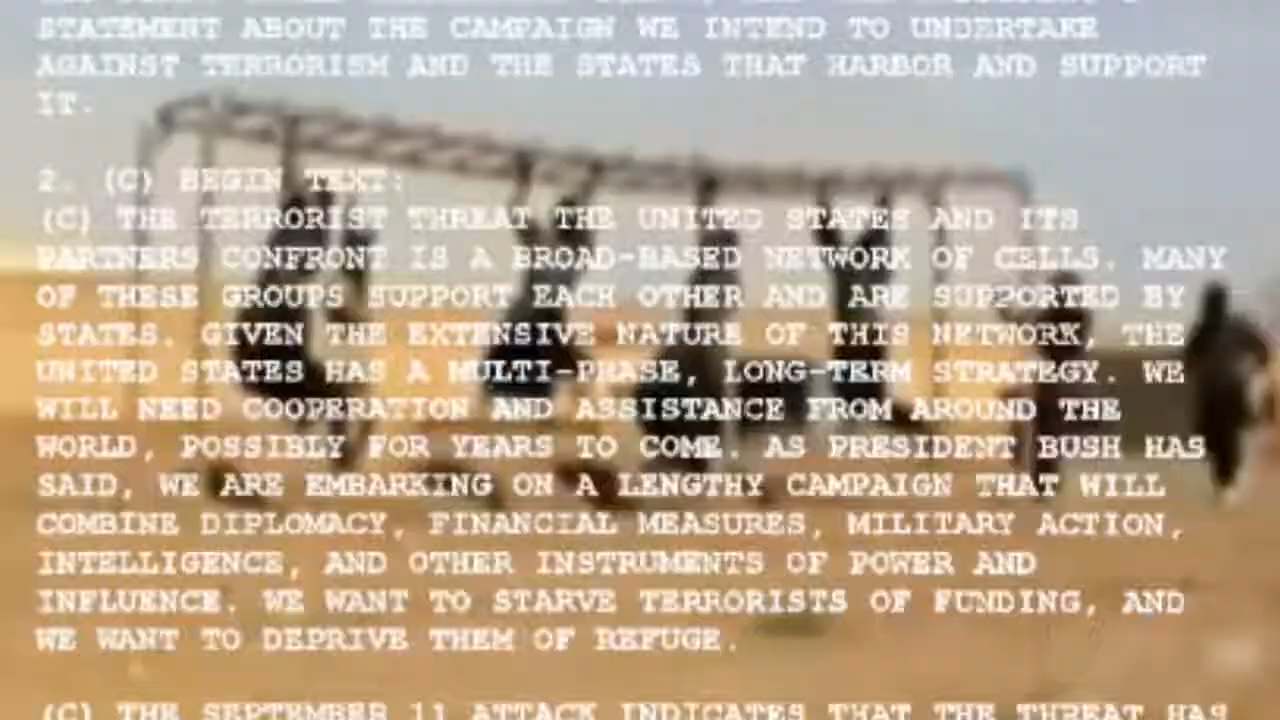 STATEMENT ABOUT THE CAMPAIGN WE INTEND TO UNDERTAKE
AGAINST TERRORISM AND THE STATES THAT HARBOR AND SUPPORT
IT.
2. (C) BEGIN TEXT:
(C) THE TERRORIST THREAT THE UNITED STATES AND ITS
PARTNERS CONFRONT IS A BROAD-BASED NETWORK OF CELLS. MANY
OF THESE GROUPS SUPPORT EACH OTHER AND ARE SUPPORTED BY
STATES. GIVEN THE EXTENSIVE NATURE OF THIS NETWORK, THE
UNITED STATES HAS A MULTI-PHASE, LONG-TERM STRATEGY. WE
WILL NEED COOPERATION AND ASSISTANCE FROM AROUND THE
WORLD, POSSIBLY FOR YEARS TO COME. AS PRESIDENT BUSH HAS
SAID, WE ARE EMBARKING ON A LENGTHY CAMPAIGN THAT WILL
COMBINE DIPLOMACY, FINANCIAL MEASURES, MILITARY ACTION,
INTELLIGENCE, AND OTHER INSTRUMENTS OF POWER AND
INFLUENCE. WE WANT TO STARVE TERRORISTS OF FUNDING, AND
WE WANT TO DEPRIVE THEM OF REFUGE.
(C) THE SEPTEMBER 11 ATTACK INDICATES THAT THE THREAT HAS